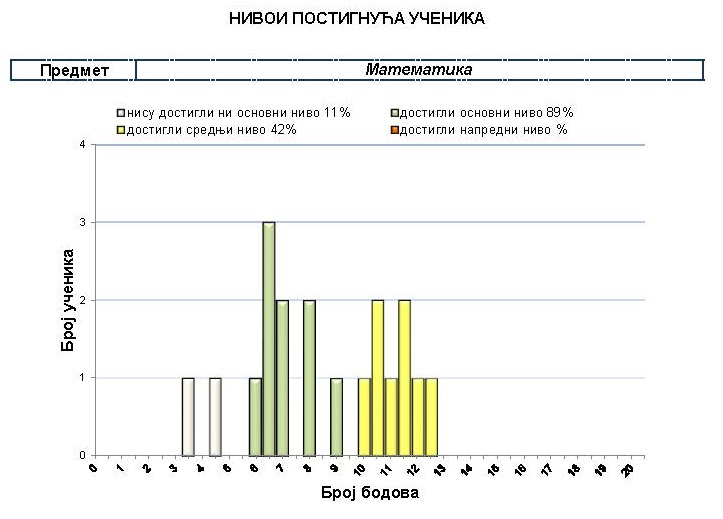 НИВОИ ПОСТИГНУЋА УЧЕНИКА
Предмет Математика
нису достигли ни основни ниво 11% достигли основни ниво 89%
достигли средњи ниво 42% достигли напредни ниво %
4
3
2
1
0
Број ученика
0 1 2 3 4 5 6 7 8 9 10 11 12 13 14 15 16 17 18 19 20
Број бодова